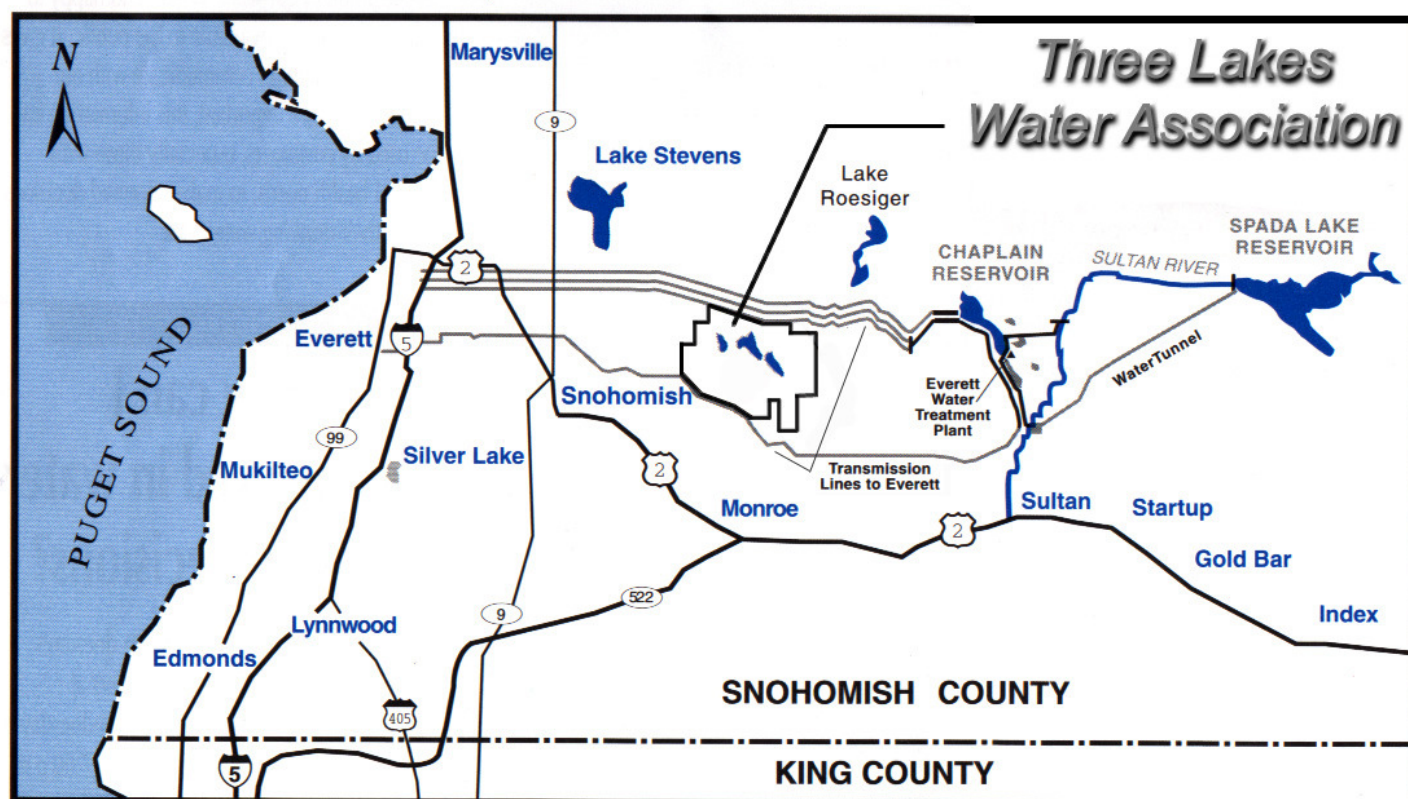 Three Lakes
Water Association
N
Marysville
9
Lake Stevens
Lake
Roesiger
CHAPLAIN
RESERVOIR
SULTAN RIVER
SPADA LAKE
RESERVOIR
2
Everett
5
Snohomish
Everett
Water
Treatment
Plant
Water Tunnel
PUGET SOUND
99
Mukilteo
Silver Lake
2
Transmission
Lines to Everett
Monroe
2
Sultan
Startup
Gold Bar
Index
522
9
Lynnwood
Edmonds
405
SNOHOMISH COUNTY
5
KING COUNTY